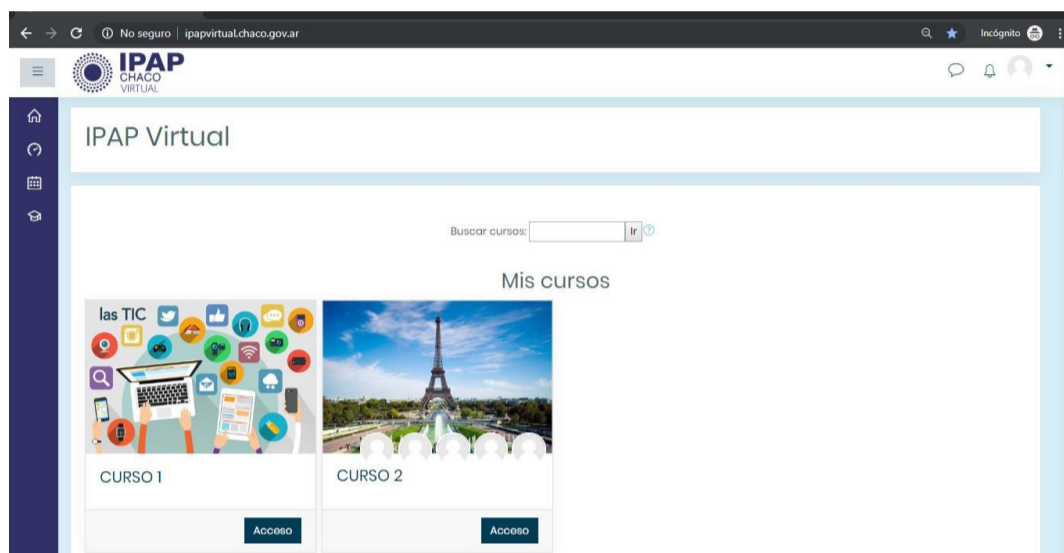 No seguro | ipapvirtual.chaco.gov.ar
Incógnito
IPAP
CHACO
VIRTUAL
IPAP Virtual
Buscar cursos:
Ir
Mis cursos
las TIC
CURSO 1
CURSO 2
Acceso
Acceso